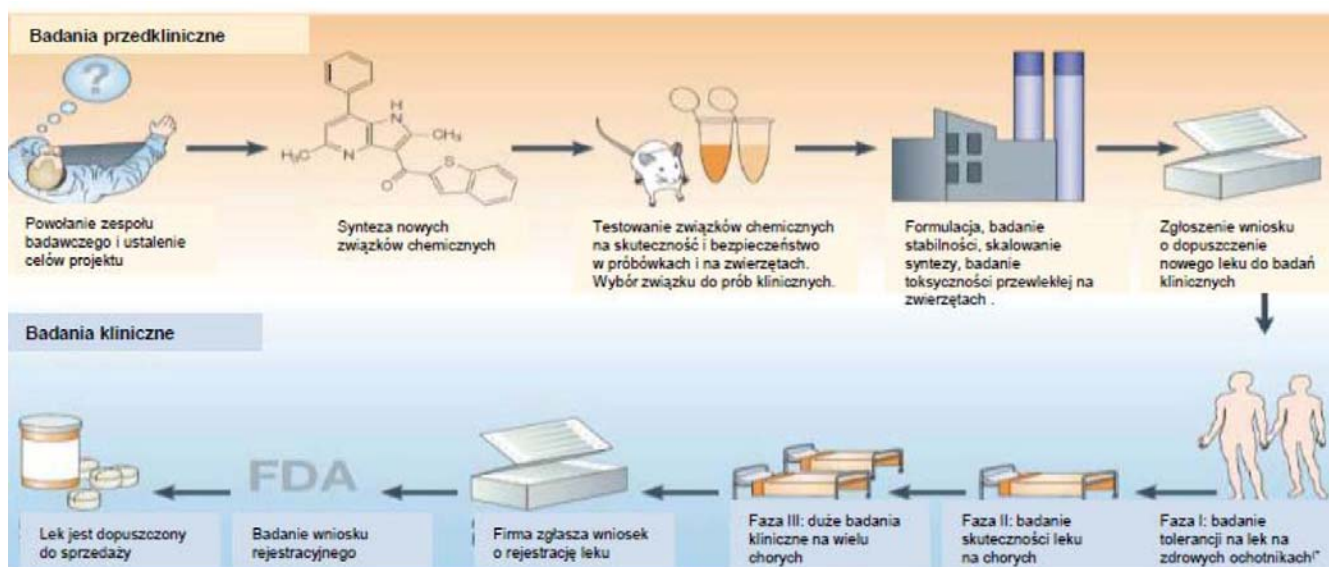 Badania przedkliniczne
?
H
N
CH₃
H₃C
N
S
O
Powołanie zespołu
badawczego i ustalenie
celów projektu
Synteza nowych
związków chemicznych
Testowanie związków chemicznych
na skuteczność i bezpieczeństwo
w próbówkach i na zwierzętach.
Wybór związku do prób klinicznych.
Formulacja, badanie
stabilności, skalowanie
syntezy, badanie
toksyczności przewlekłej na
zwierzętach .
Zgłoszenie wniosku
o dopuszczenie
nowego leku do badań
klinicznych
Badania kliniczne
Faza I: badanie
tolerancji na lek na
zdrowych ochotnikach(*
Faza II: badanie
skuteczności leku
na chorych
Faza III: duże badania
kliniczne na wielu
chorych
Firma zgłasza wniosek
o rejestrację leku
FDA
Badanie wniosku
rejestracyjnego
Lek jest dopuszczony
do sprzedaży